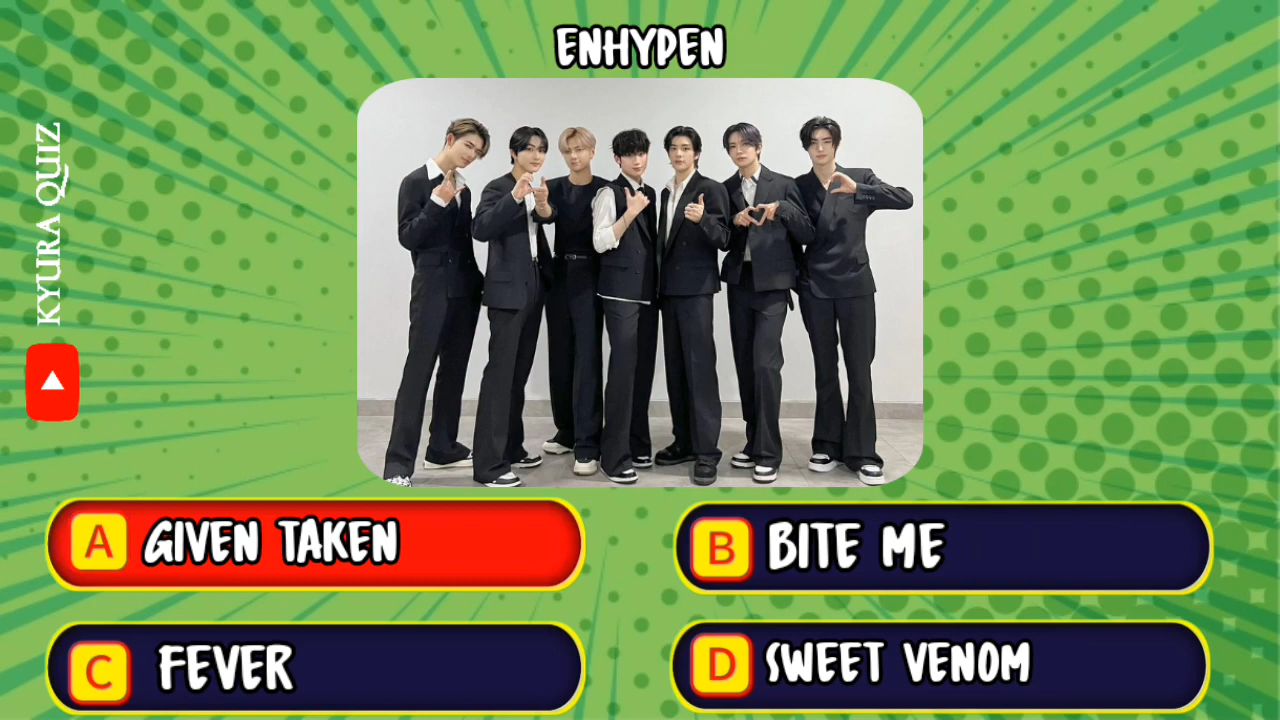 ENHYPEN
KYURA QUIZ
A GIVEN TAKEN
B BITE ME
C FEVER
D SWEET VENOM